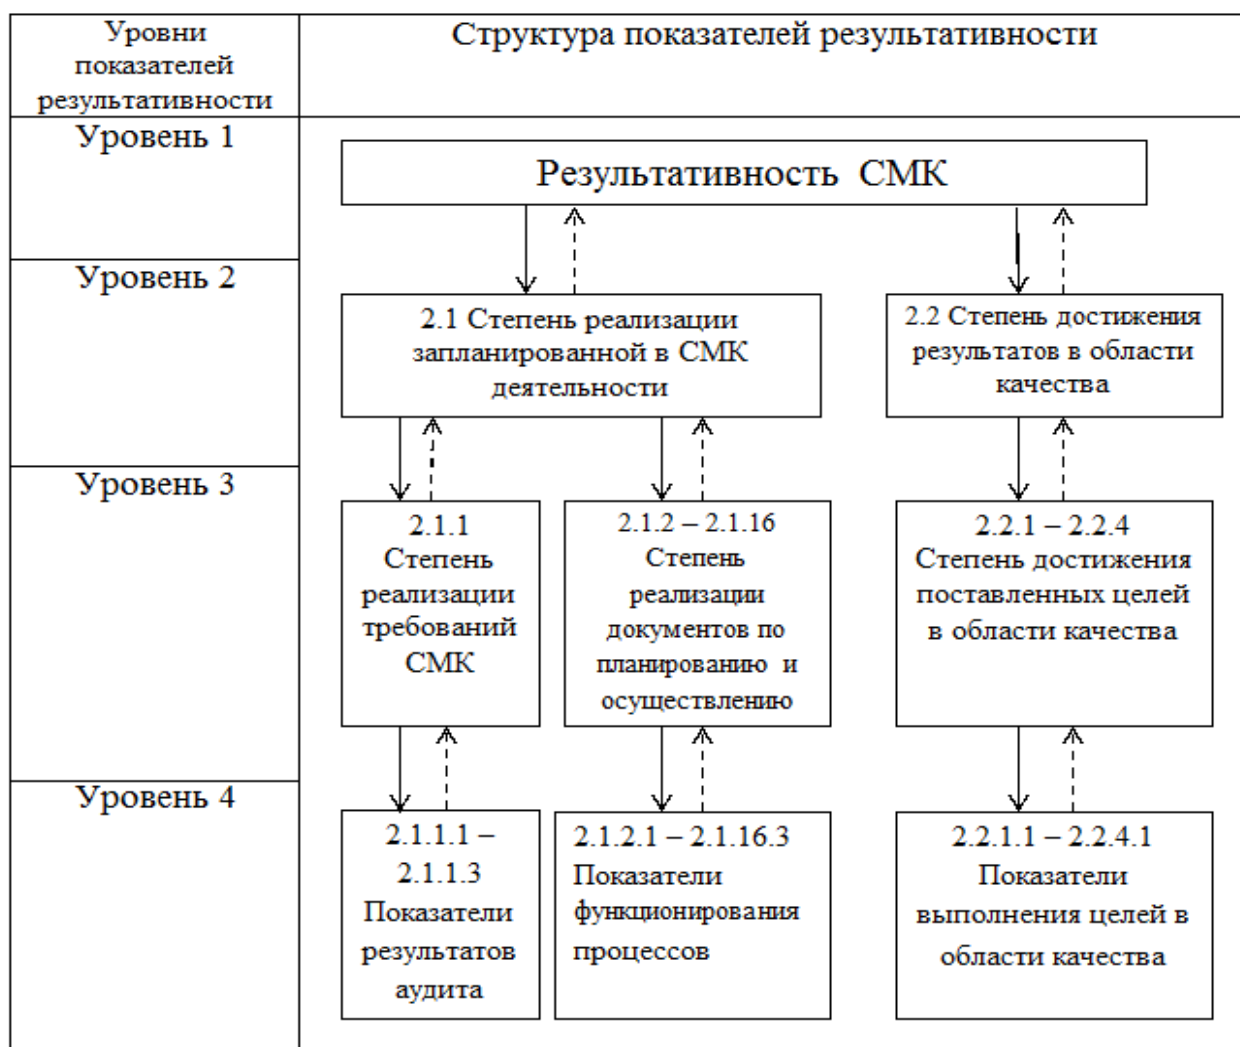 Уровни
показателей
результативности
Структура показателей результативности
Уровень 1
Результативность СМК
Уровень 2
2.1 Степень реализации
запланированной в СМК
деятельности
2.2 Степень достижения
результатов в области
качества
Уровень 3
2.1.1
Степень
реализации
требований
СМК
2.1.2 – 2.1.16
Степень
реализации
документов по
планированию и
осуществлению
2.2.1 – 2.2.4
Степень достижения
поставленных целей
в области качества
Уровень 4
2.1.1.1 –
2.1.1.3
Показатели
результатов
аудита
2.1.2.1 – 2.1.16.3
Показатели
функционирования
процессов
2.2.1.1 – 2.2.4.1
Показатели
выполнения целей в
области качества